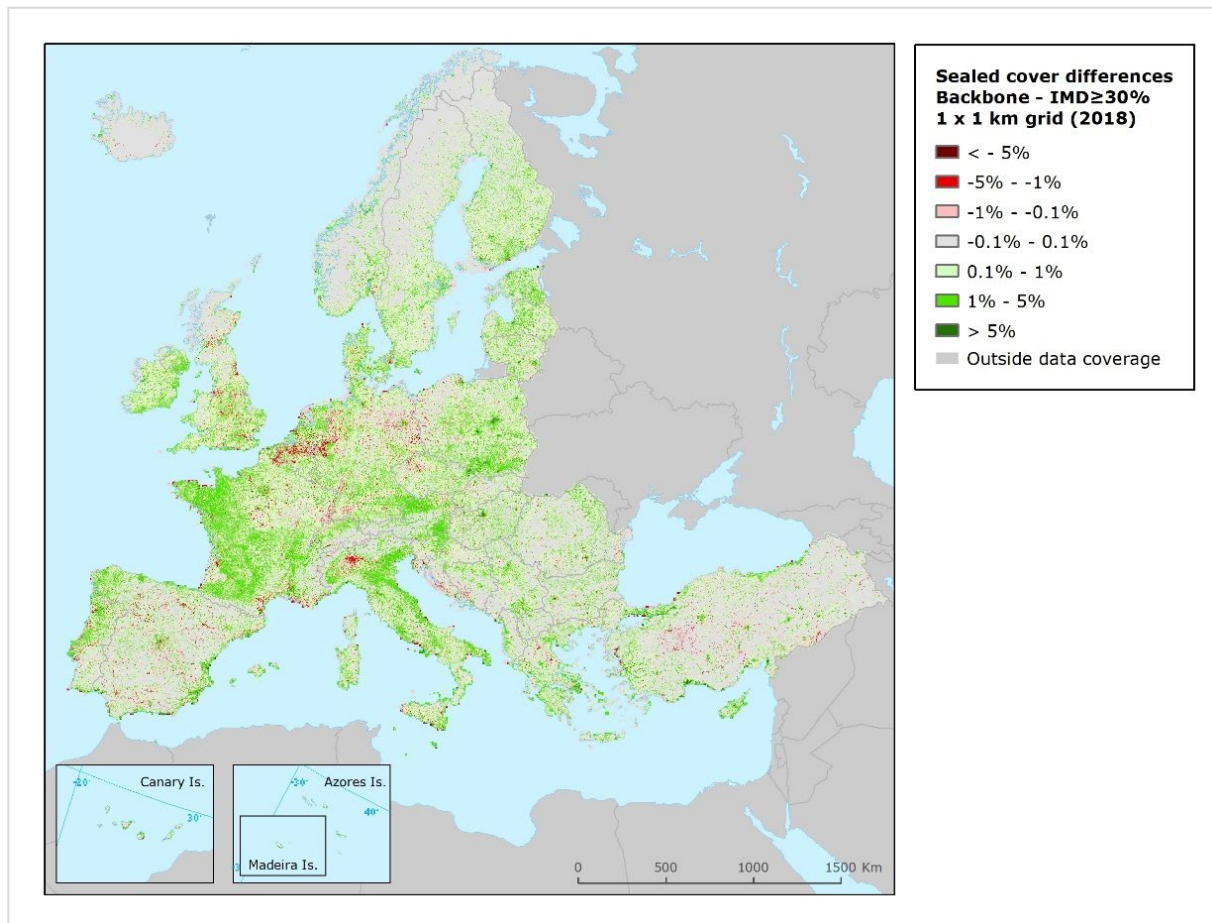 Sealed cover differences
Backbone - IMD≥30%
1 x 1 km grid (2018)
< - 5%
-5% - -1%
-1% - -0.1%
-0.1% - 0.1%
0.1% - 1%
1% - 5%
> 5%
Outside data coverage
Canary Is.
-20°
30°
Azores Is.
-30°
40°
Madeira Is.
0 500 1000 1500 Km